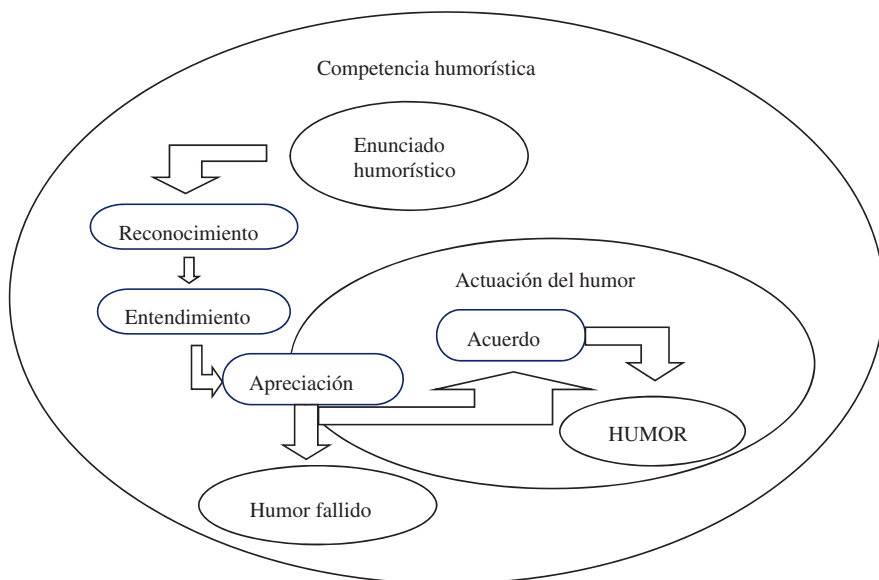 Competencia humorística
Enunciado
humorístico
Reconocimiento
Entendimiento
Apreciación
Actuación del humor
Acuerdo
HUMOR
Humor fallido